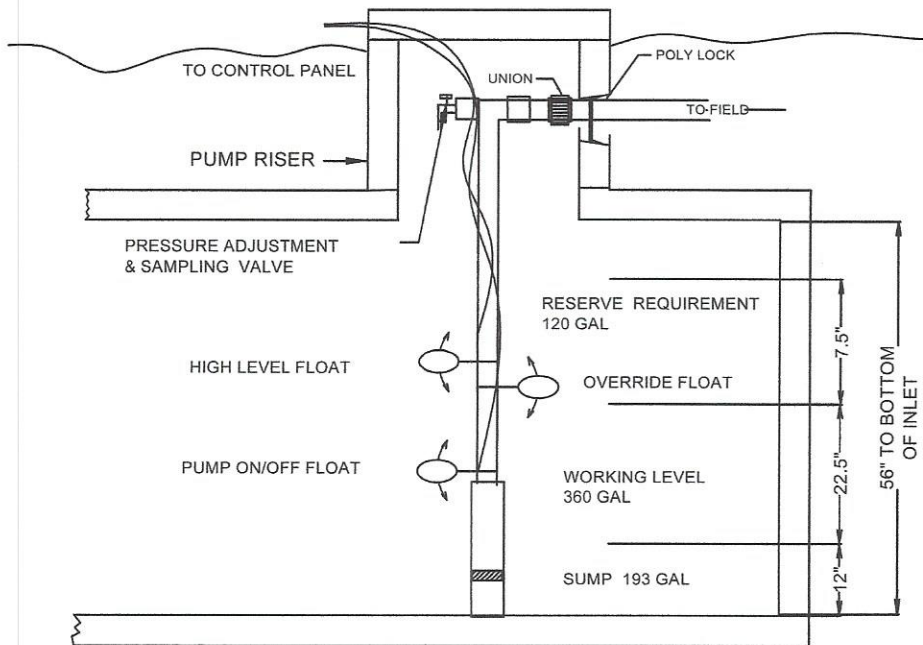 TO CONTROL PANEL
UNION
POLY LOCK
TO FIELD
PUMP RISER
PRESSURE ADJUSTMENT
& SAMPLING VALVE
RESERVE REQUIREMENT
120 GAL
7.5"
HIGH LEVEL FLOAT
OVERRIDE FLOAT
56" TO BOTTOM
OF INLET
PUMP ON/OFF FLOAT
WORKING LEVEL
360 GAL
22.5"
SUMP 193 GAL
12"